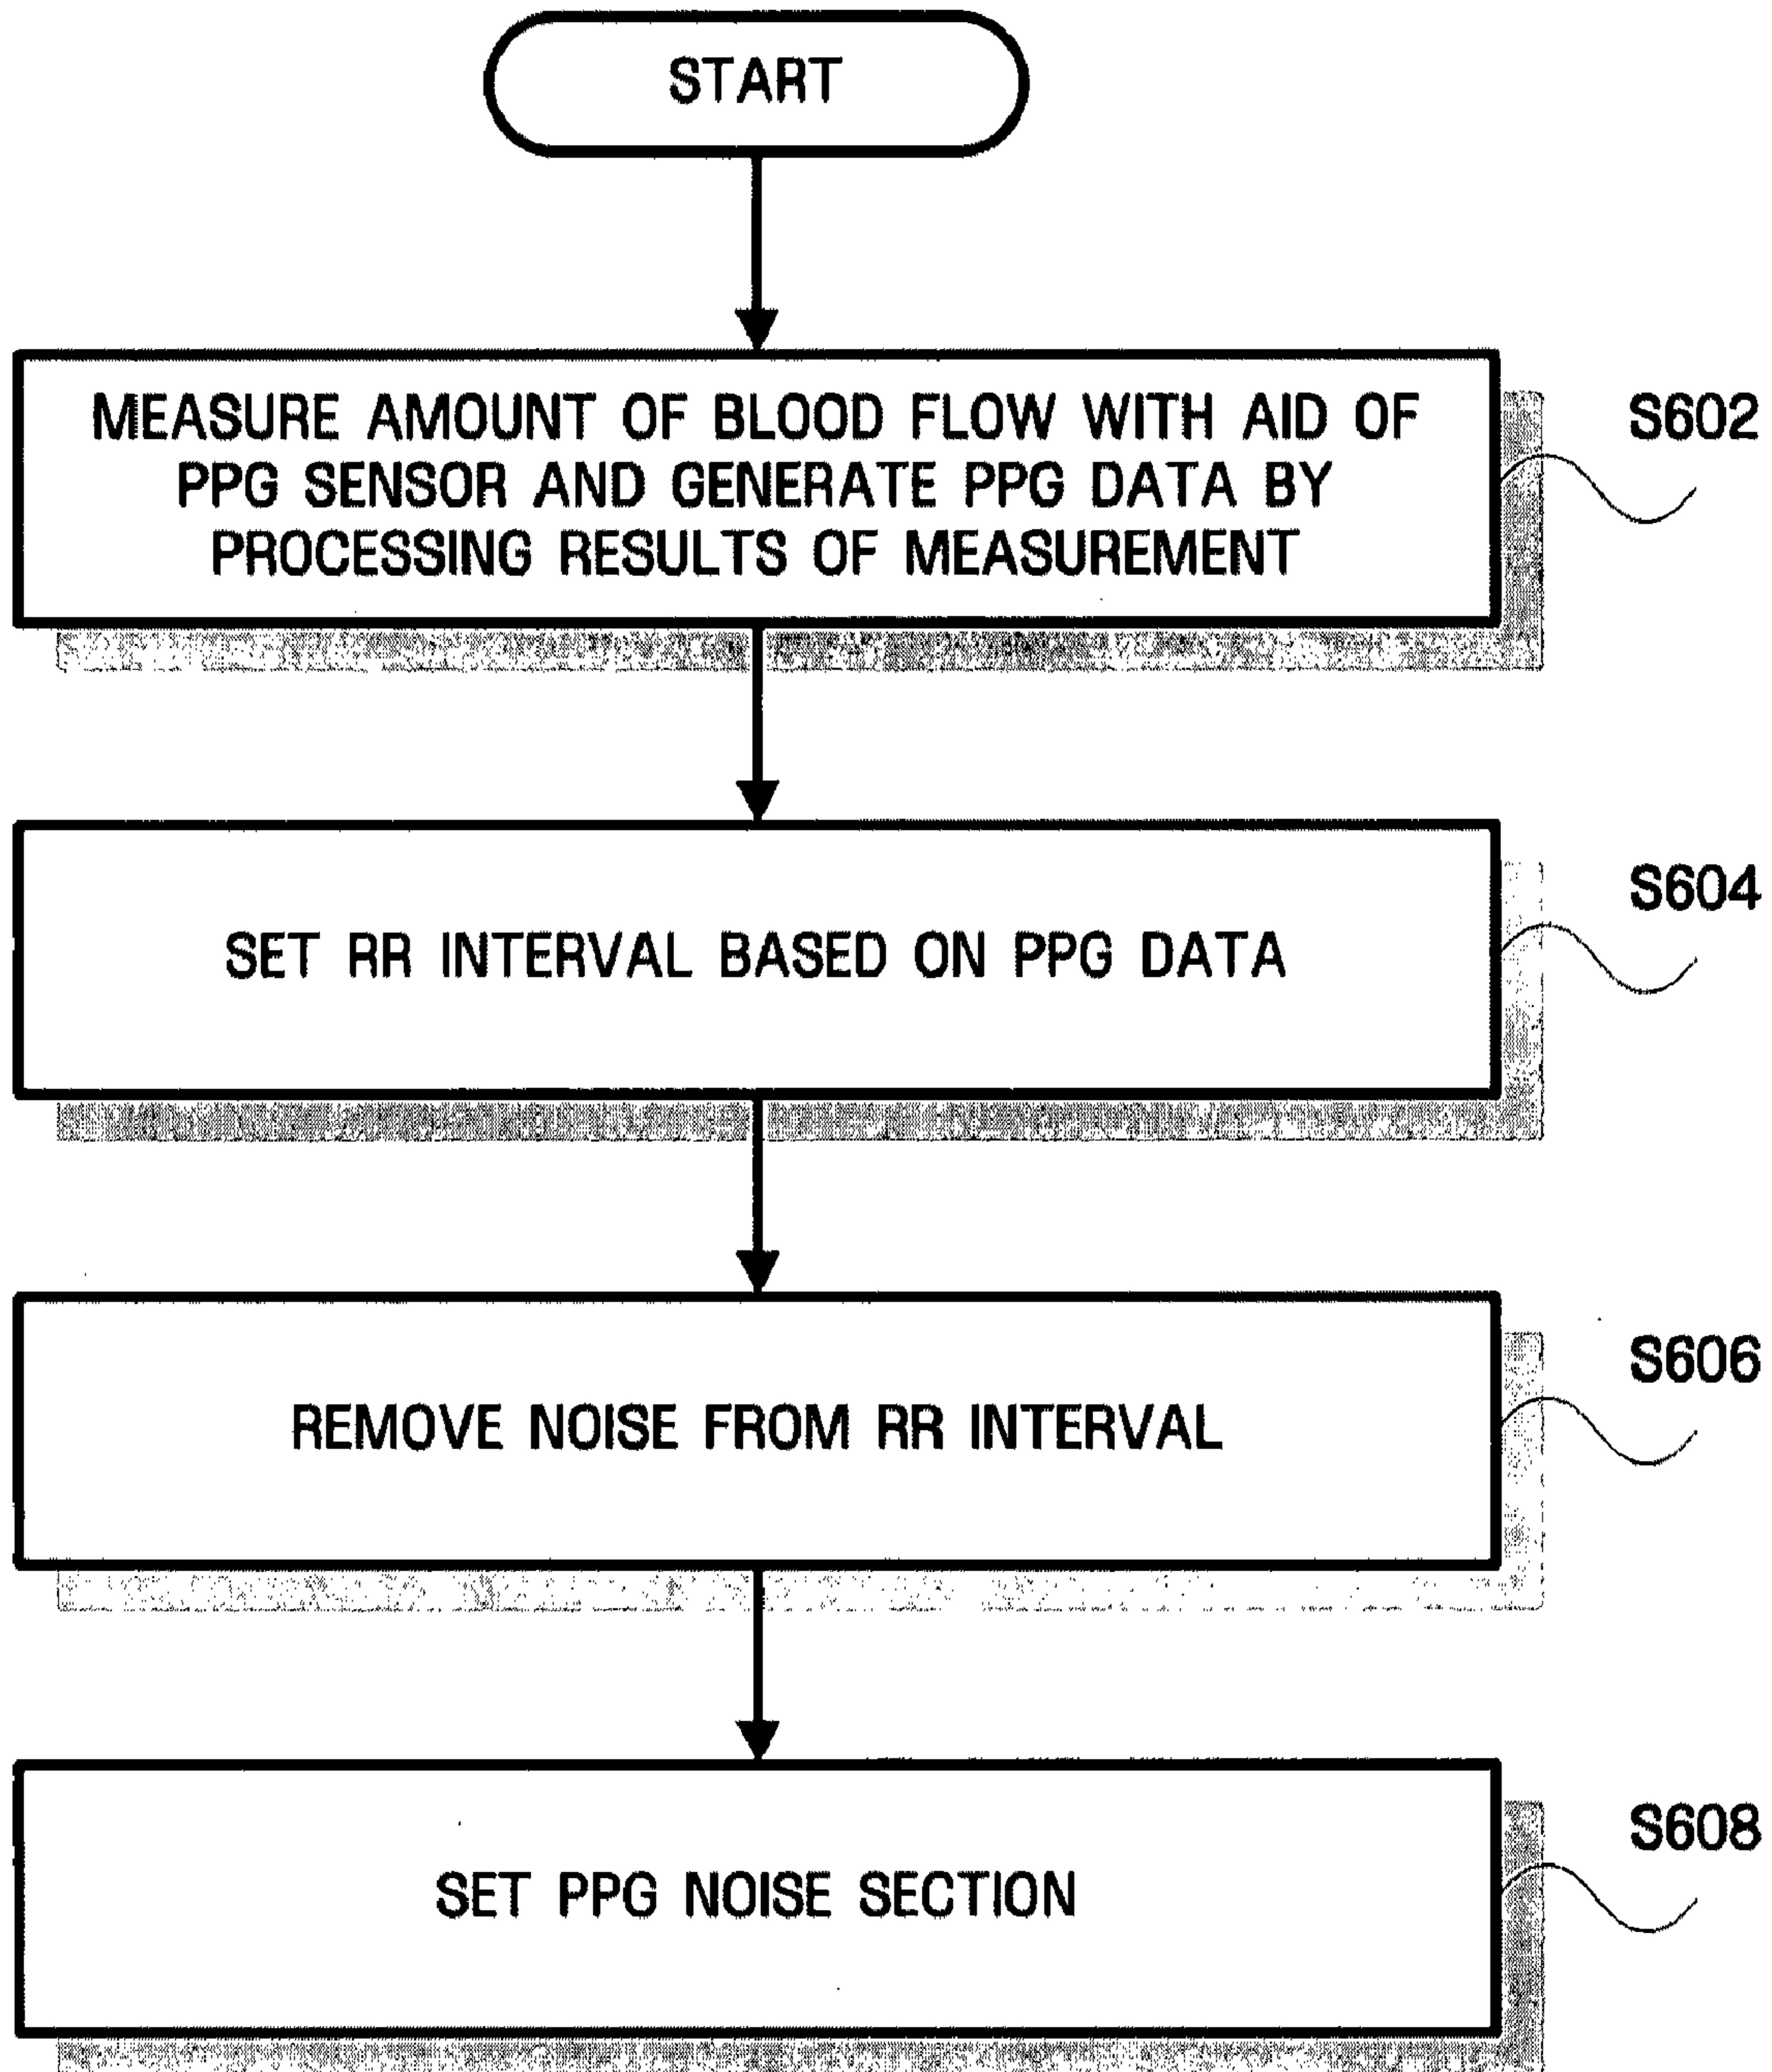 START
MEASURE AMOUNT OF BLOOD FLOW WITH AID OF
PPG SENSOR AND GENERATE PPG DATA BY
PROCESSING RESULTS OF MEASUREMENT
S602
SET RR INTERVAL BASED ON PPG DATA
S604
REMOVE NOISE FROM RR INTERVAL
S606
SET PPG NOISE SECTION
S608